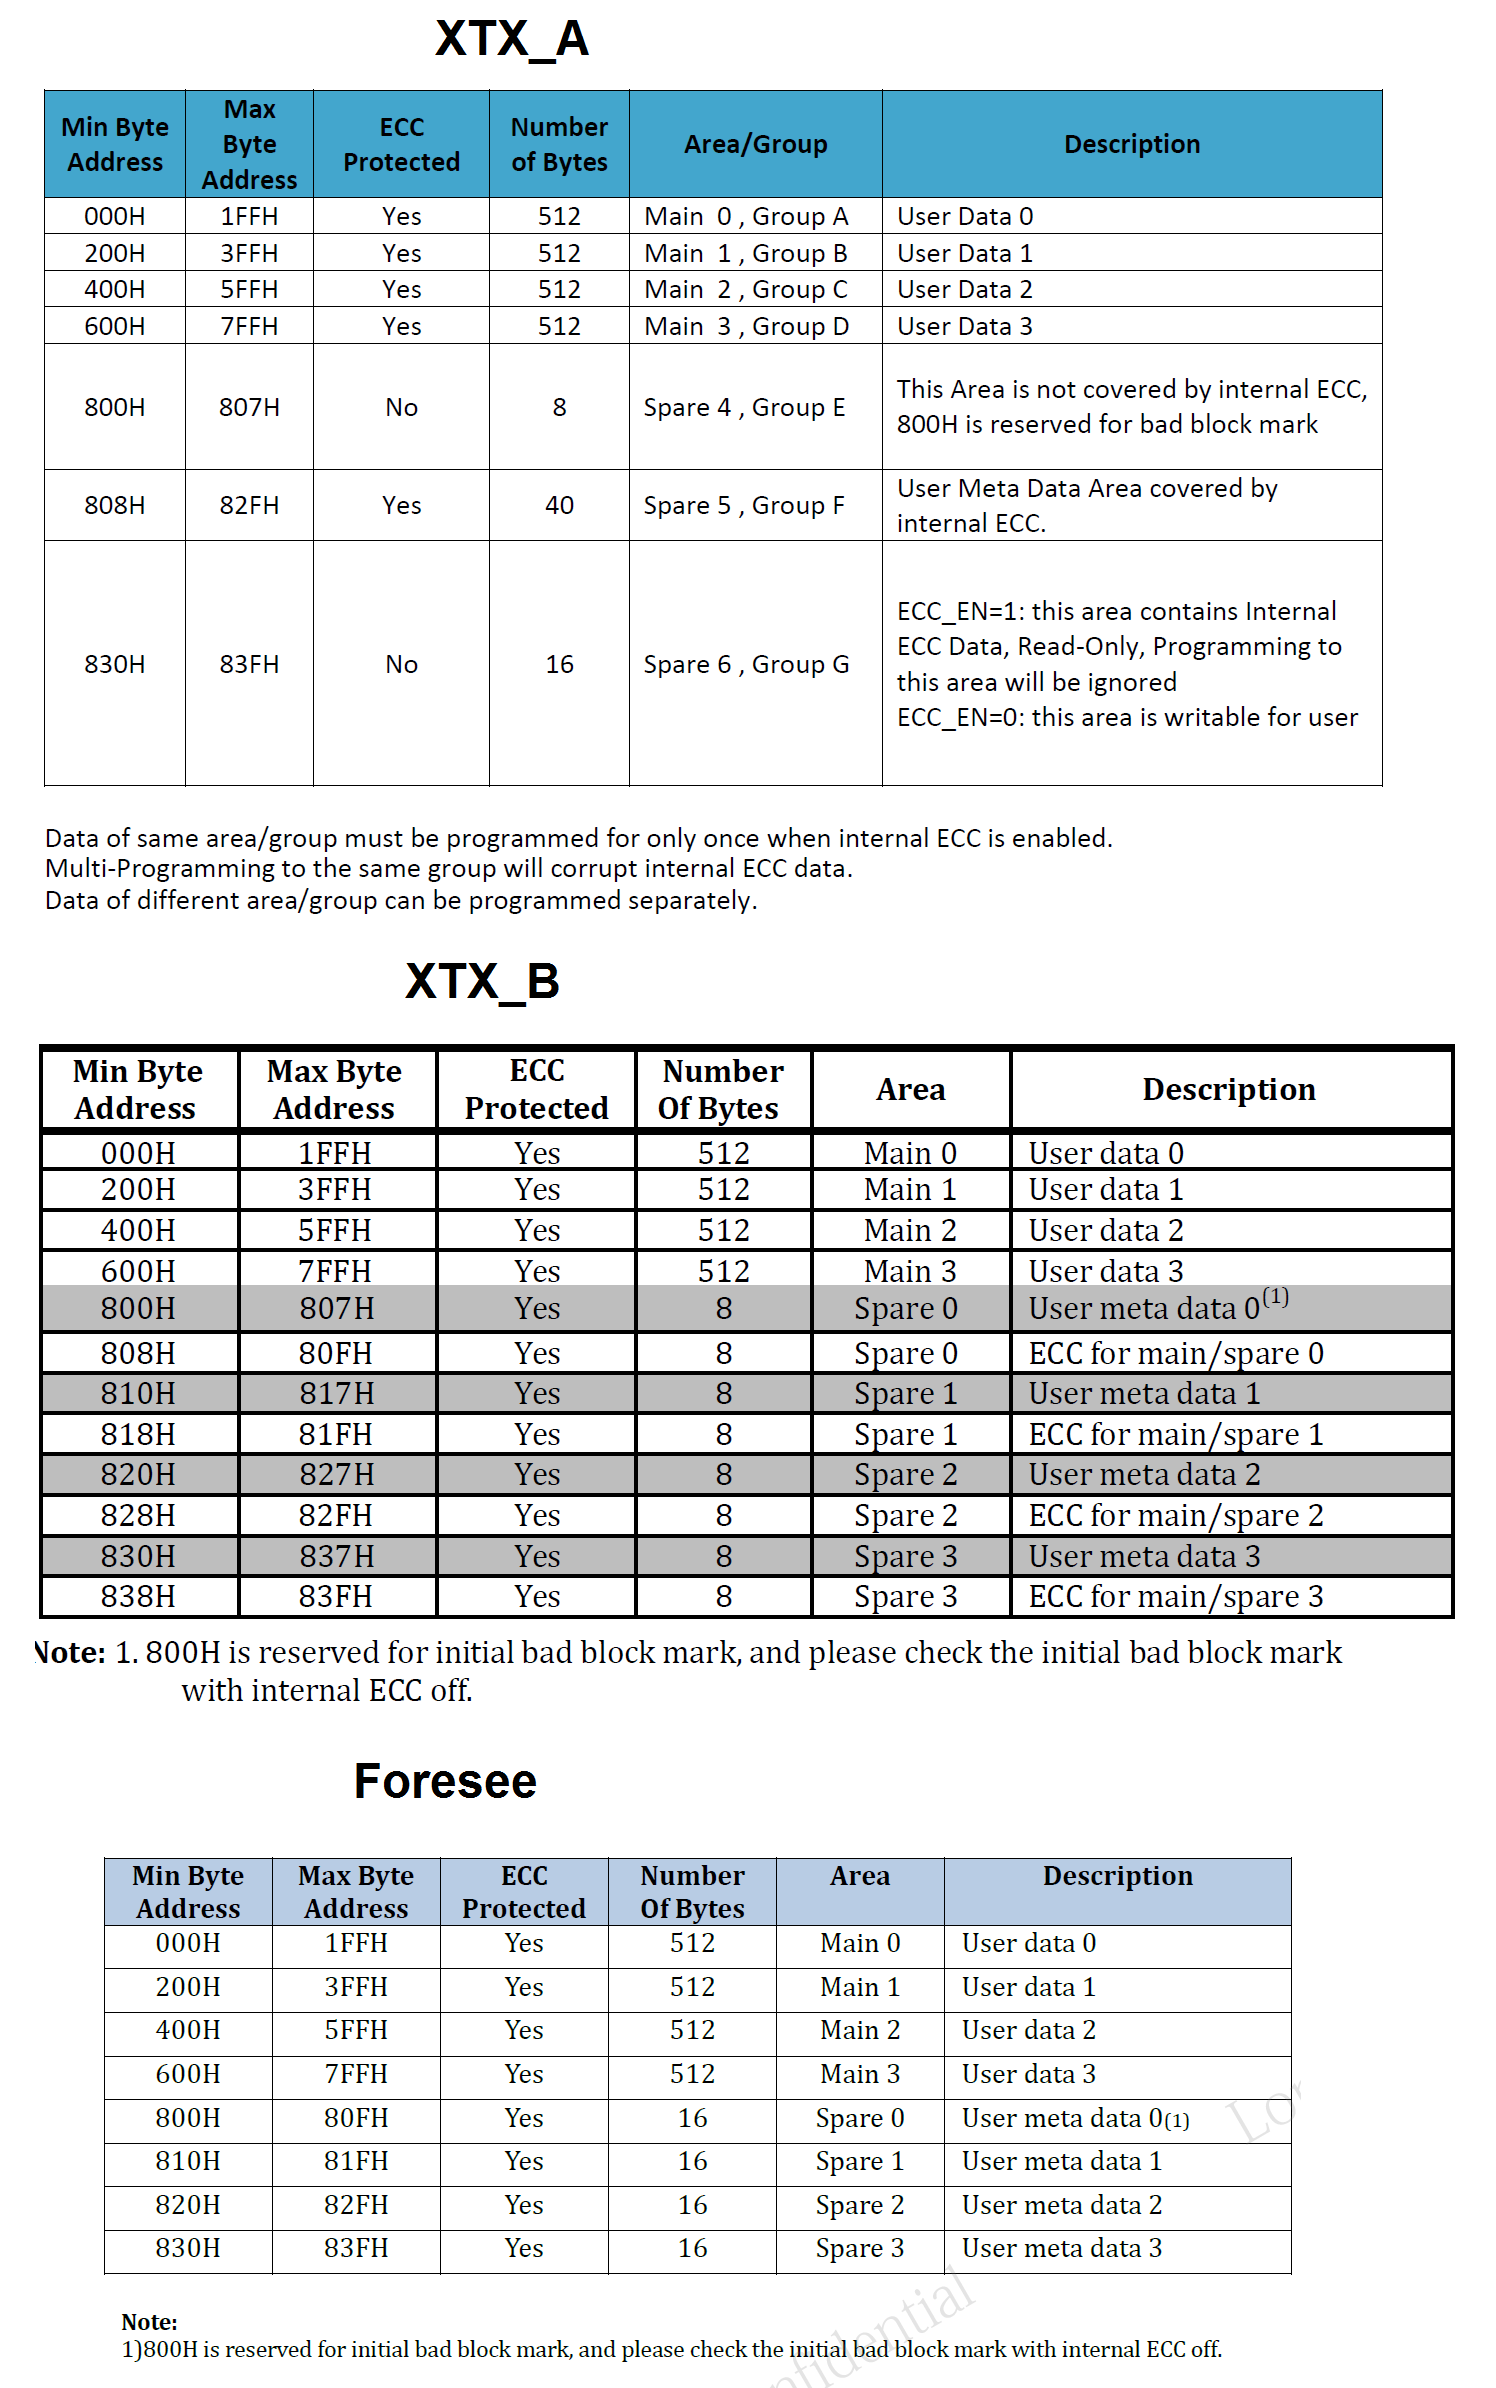 XTX_A
Min Byte Address | Max Byte Address | ECC Protected | Number of Bytes | Area/Group | Description
000H | 1FFH | Yes | 512 | Main 0 , Group A | User Data 0
200H | 3FFH | Yes | 512 | Main 1 , Group B | User Data 1
400H | 5FFH | Yes | 512 | Main 2 , Group C | User Data 2
600H | 7FFH | Yes | 512 | Main 3 , Group D | User Data 3
800H | 807H | No | 8 | Spare 4 , Group E | This Area is not covered by internal ECC, 800H is reserved for bad block mark
808H | 82FH | Yes | 40 | Spare 5 , Group F | User Meta Data Area covered by internal ECC.
830H | 83FH | No | 16 | Spare 6 , Group G | ECC_EN=1: this area contains Internal ECC Data, Read-Only, Programming to this area will be ignored ECC_EN=0: this area is writable for user
Data of same area/group must be programmed for only once when internal ECC is enabled.
Multi-Programming to the same group will corrupt internal ECC data.
Data of different area/group can be programmed separately.
XTX_B
Min Byte Address | Max Byte Address | ECC Protected | Number Of Bytes | Area | Description
000H | 1FFH | Yes | 512 | Main 0 | User data 0
200H | 3FFH | Yes | 512 | Main 1 | User data 1
400H | 5FFH | Yes | 512 | Main 2 | User data 2
600H | 7FFH | Yes | 512 | Main 3 | User data 3
800H | 807H | Yes | 8 | Spare 0 | User meta data 0(1)
808H | 80FH | Yes | 8 | Spare 0 | ECC for main/spare 0
810H | 817H | Yes | 8 | Spare 1 | User meta data 1
818H | 81FH | Yes | 8 | Spare 1 | ECC for main/spare 1
820H | 827H | Yes | 8 | Spare 2 | User meta data 2
828H | 82FH | Yes | 8 | Spare 2 | ECC for main/spare 2
830H | 837H | Yes | 8 | Spare 3 | User meta data 3
838H | 83FH | Yes | 8 | Spare 3 | ECC for main/spare 3
Note: 1. 800H is reserved for initial bad block mark, and please check the initial bad block mark
with internal ECC off.
Foresee
Min Byte Address | Max Byte Address | ECC Protected | Number Of Bytes | Area | Description
000H | 1FFH | Yes | 512 | Main 0 | User data 0
200H | 3FFH | Yes | 512 | Main 1 | User data 1
400H | 5FFH | Yes | 512 | Main 2 | User data 2
600H | 7FFH | Yes | 512 | Main 3 | User data 3
800H | 80FH | Yes | 16 | Spare 0 | User meta data 0(1)
810H | 81FH | Yes | 16 | Spare 1 | User meta data 1
820H | 82FH | Yes | 16 | Spare 2 | User meta data 2
830H | 83FH | Yes | 16 | Spare 3 | User meta data 3
Note:
1)800H is reserved for initial bad block mark, and please check the initial bad block mark with internal ECC off.